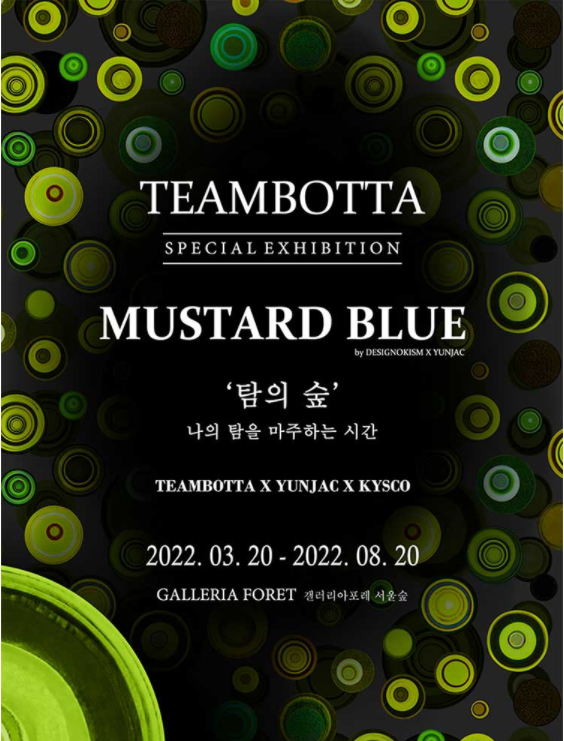 TEAMBOTTA
SPECIAL EXHIBITION
MUSTARD BLUE
by DESIGNOKISM X YUNJAC
‘탐의 숲’
나의 탐을 마주하는 시간
TEAMBOTTA X YUNJAC X KYSCO
2022. 03. 20 - 2022. 08. 20
GALLERIA FORET 갤러리아포레 서울숲